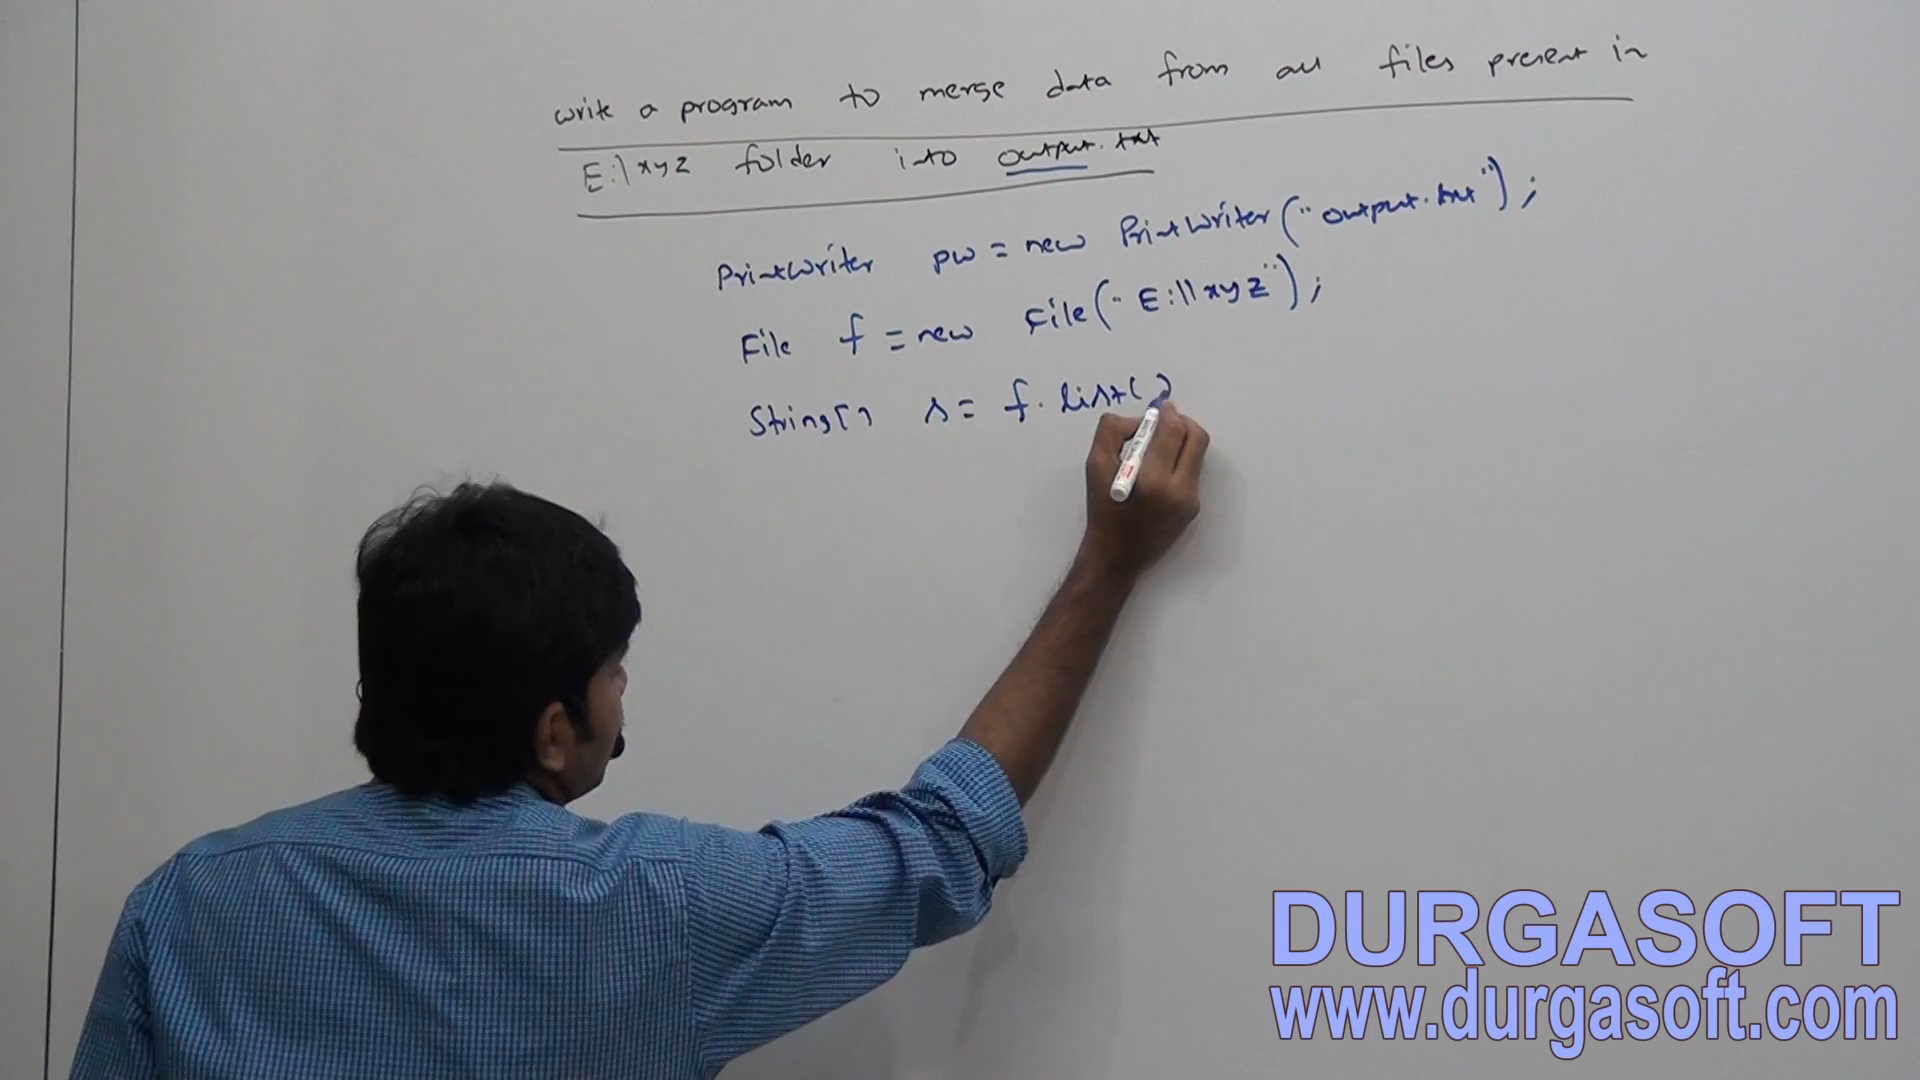 write a program to merge data from all files present in
E:\xyz folder into output.txt
PrintWriter pw = new PrintWriter("output.txt");
File f = new File("E:\\xyz");
String[] s = f.list()
DURGASOFT
www.durgasoft.com